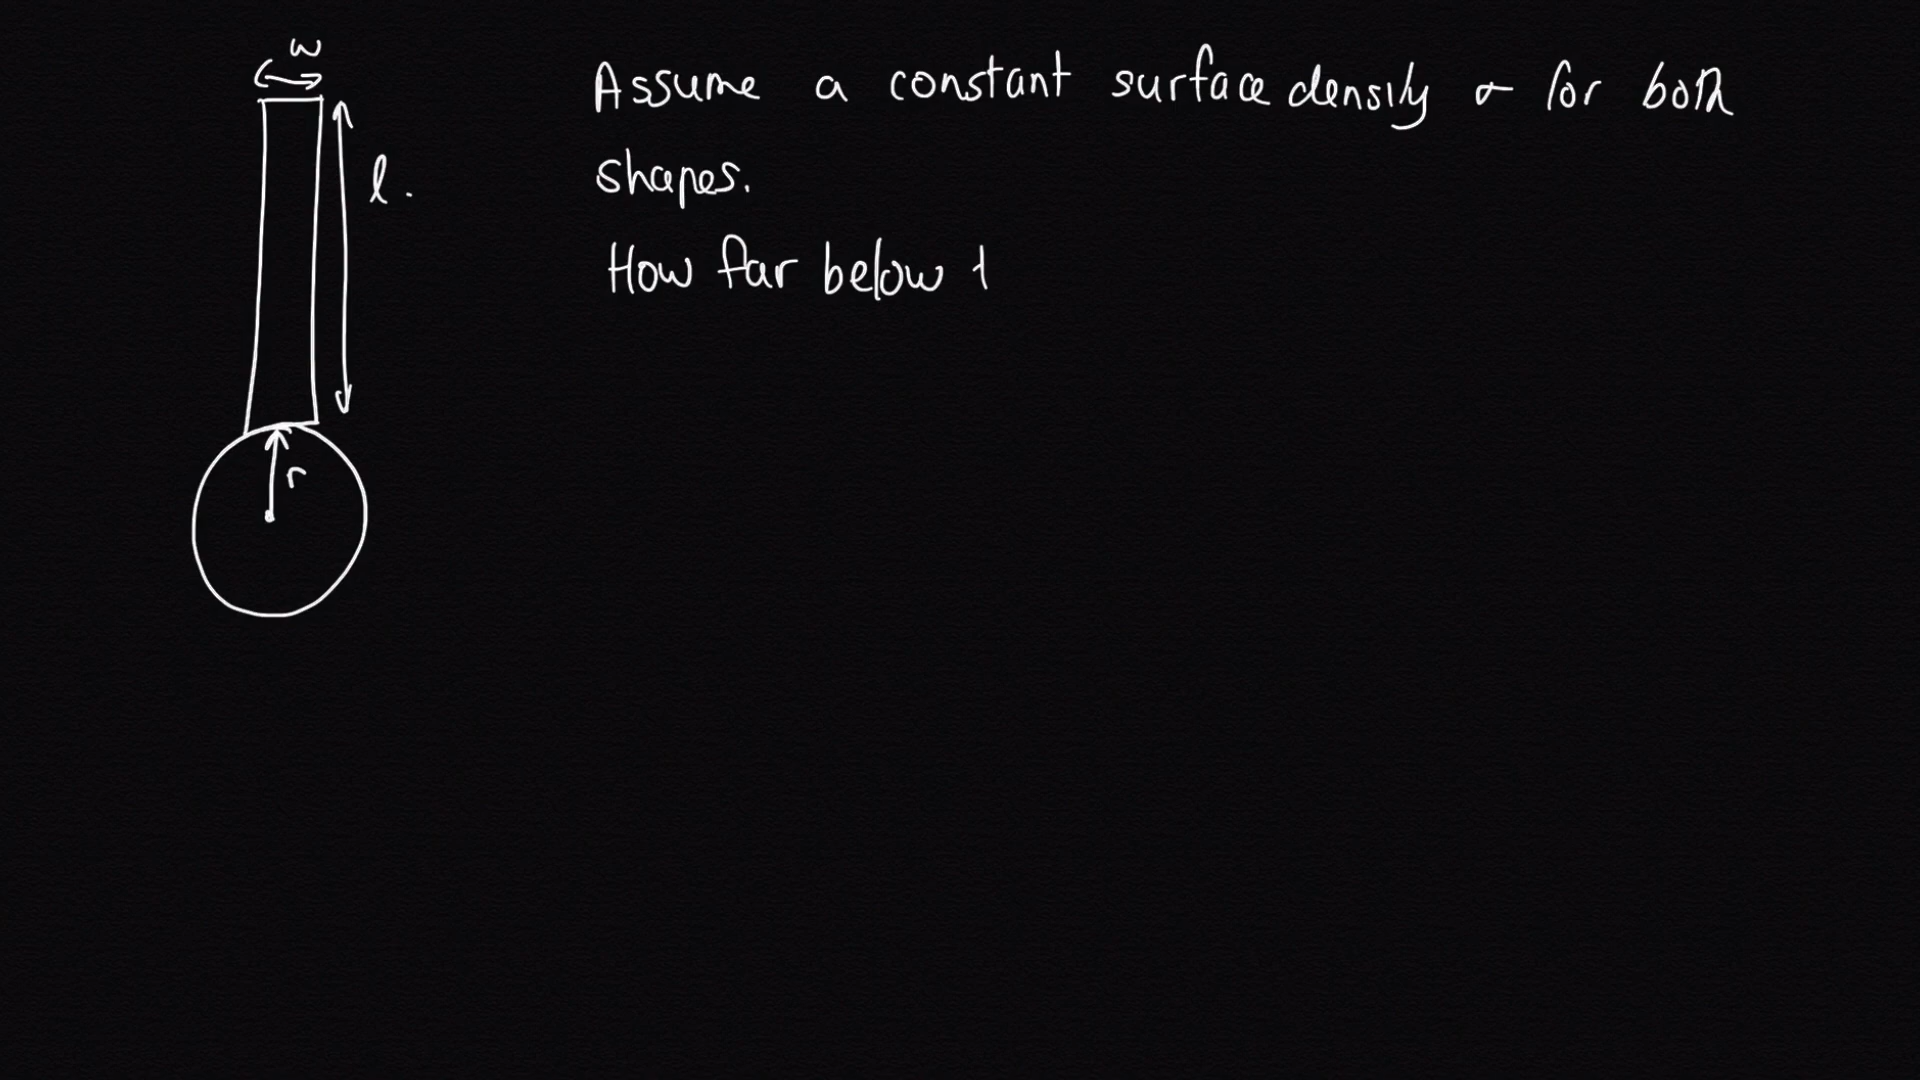 w
Assume a constant surface density σ for both
l.
shapes.
How far below t
r